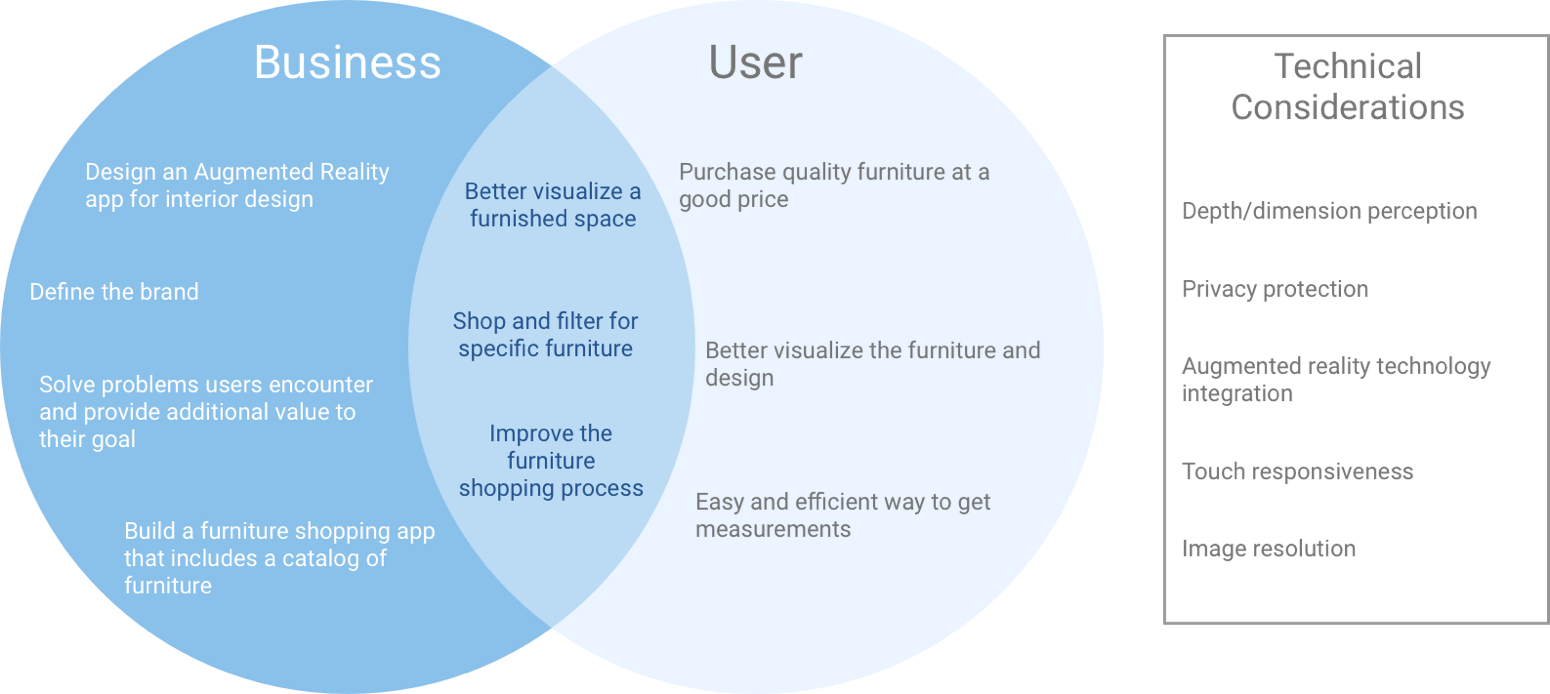 Business
Design an Augmented Reality
app for interior design
Define the brand
Solve problems users encounter
and provide additional value to
their goal
Build a furniture shopping app
that includes a catalog of
furniture
Better visualize a
furnished space
Shop and filter for
specific furniture
Improve the
furniture
shopping process
User
Purchase quality furniture at a
good price
Better visualize the furniture and
design
Easy and efficient way to get
measurements
Technical
Considerations
Depth/dimension perception
Privacy protection
Augmented reality technology
integration
Touch responsiveness
Image resolution